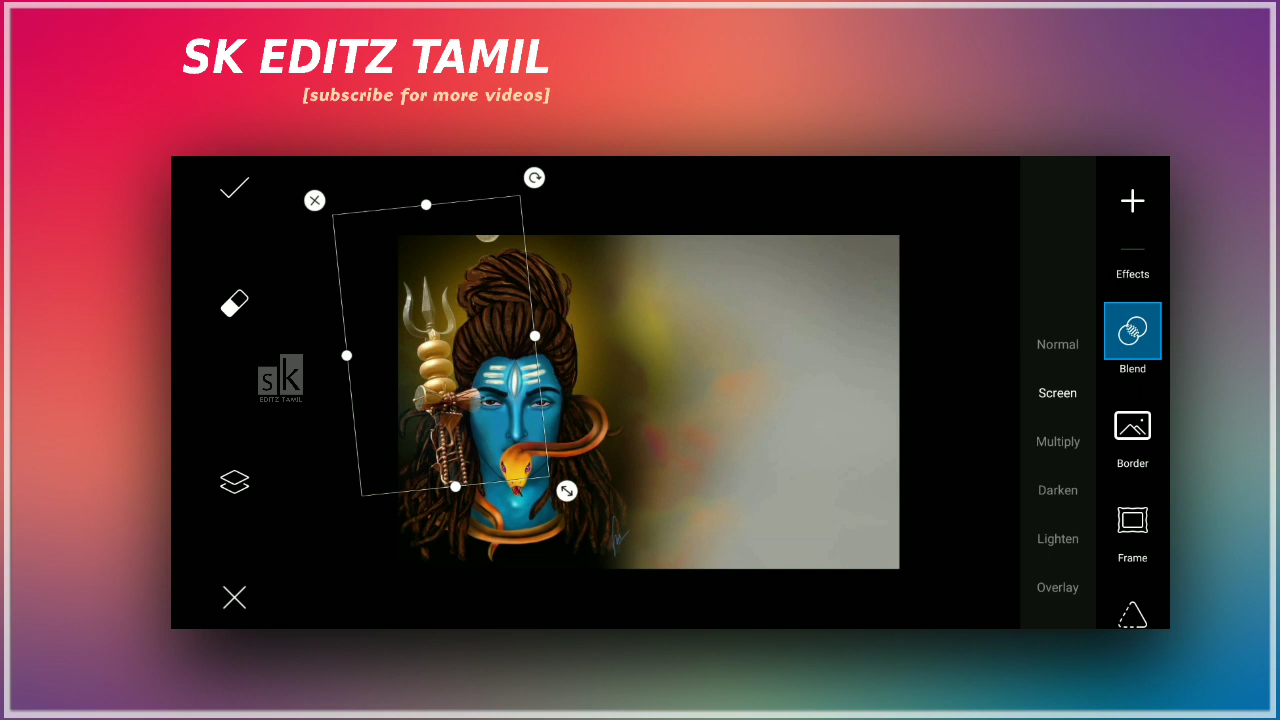 SK EDITZ TAMIL
[subscribe for more videos]
sk
EDITZ TAMIL
Effects
Blend
Border
Frame
Normal
Screen
Multiply
Darken
Lighten
Overlay